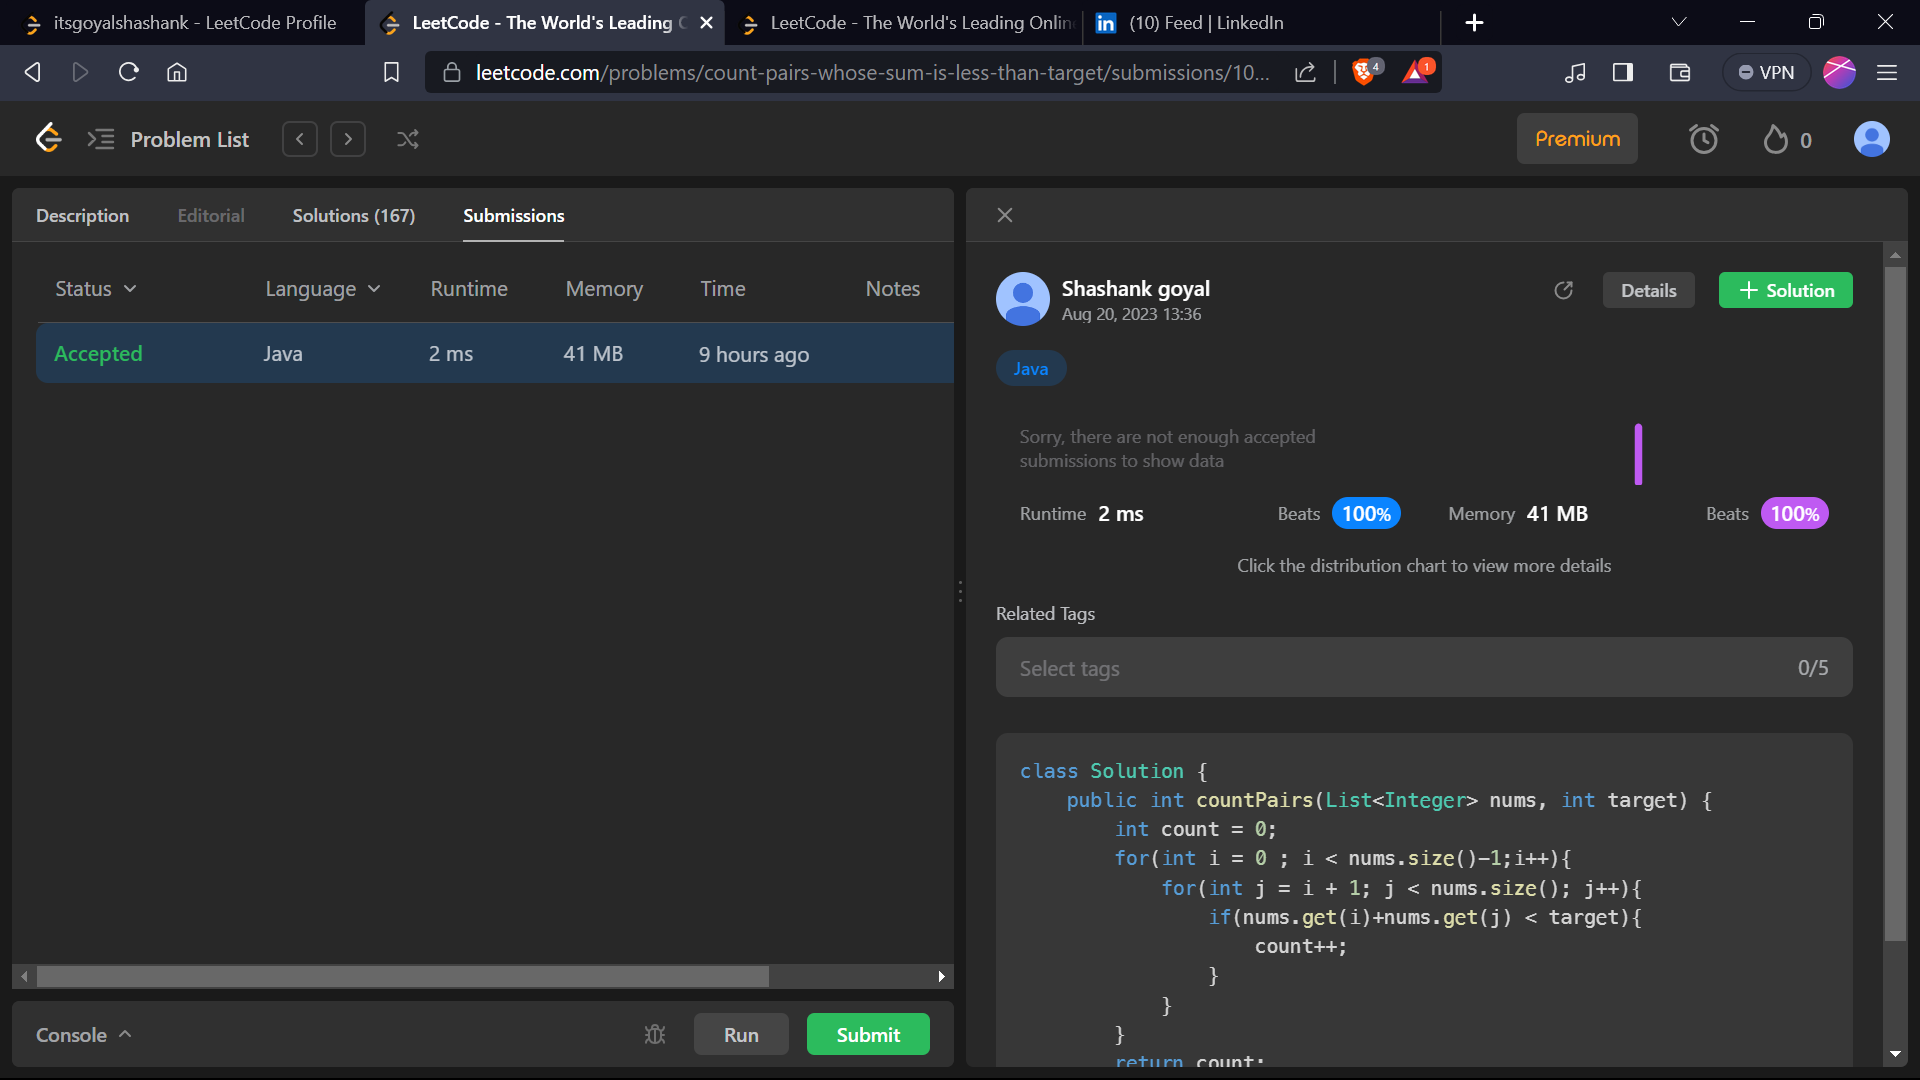 itsgoyalshashank - LeetCode Profile
LeetCode - The World's Leading
LeetCode - The World's Leading Onlin
(10) Feed | LinkedIn
leetcode.com/problems/count-pairs-whose-sum-is-less-than-target/submissions/10...
4
1
VPN
Problem List
Premium
0
Description Editorial Solutions (167) Submissions
Status Language Runtime Memory Time Notes
Accepted Java 2 ms 41 MB 9 hours ago
Console
Run
Submit
Shashank goyal
Aug 20, 2023 13:36
Details
+ Solution
Java
Sorry, there are not enough accepted
submissions to show data
Runtime 2 ms Beats 100% Memory 41 MB Beats 100%
Click the distribution chart to view more details
Related Tags
Select tags 0/5
class Solution {
    public int countPairs(List<Integer> nums, int target) {
        int count = 0;
        for(int i = 0 ; i < nums.size()-1;i++){
            for(int j = i + 1; j < nums.size(); j++){
                if(nums.get(i)+nums.get(j) < target){
                    count++;
                }
            }
        }
        return count;